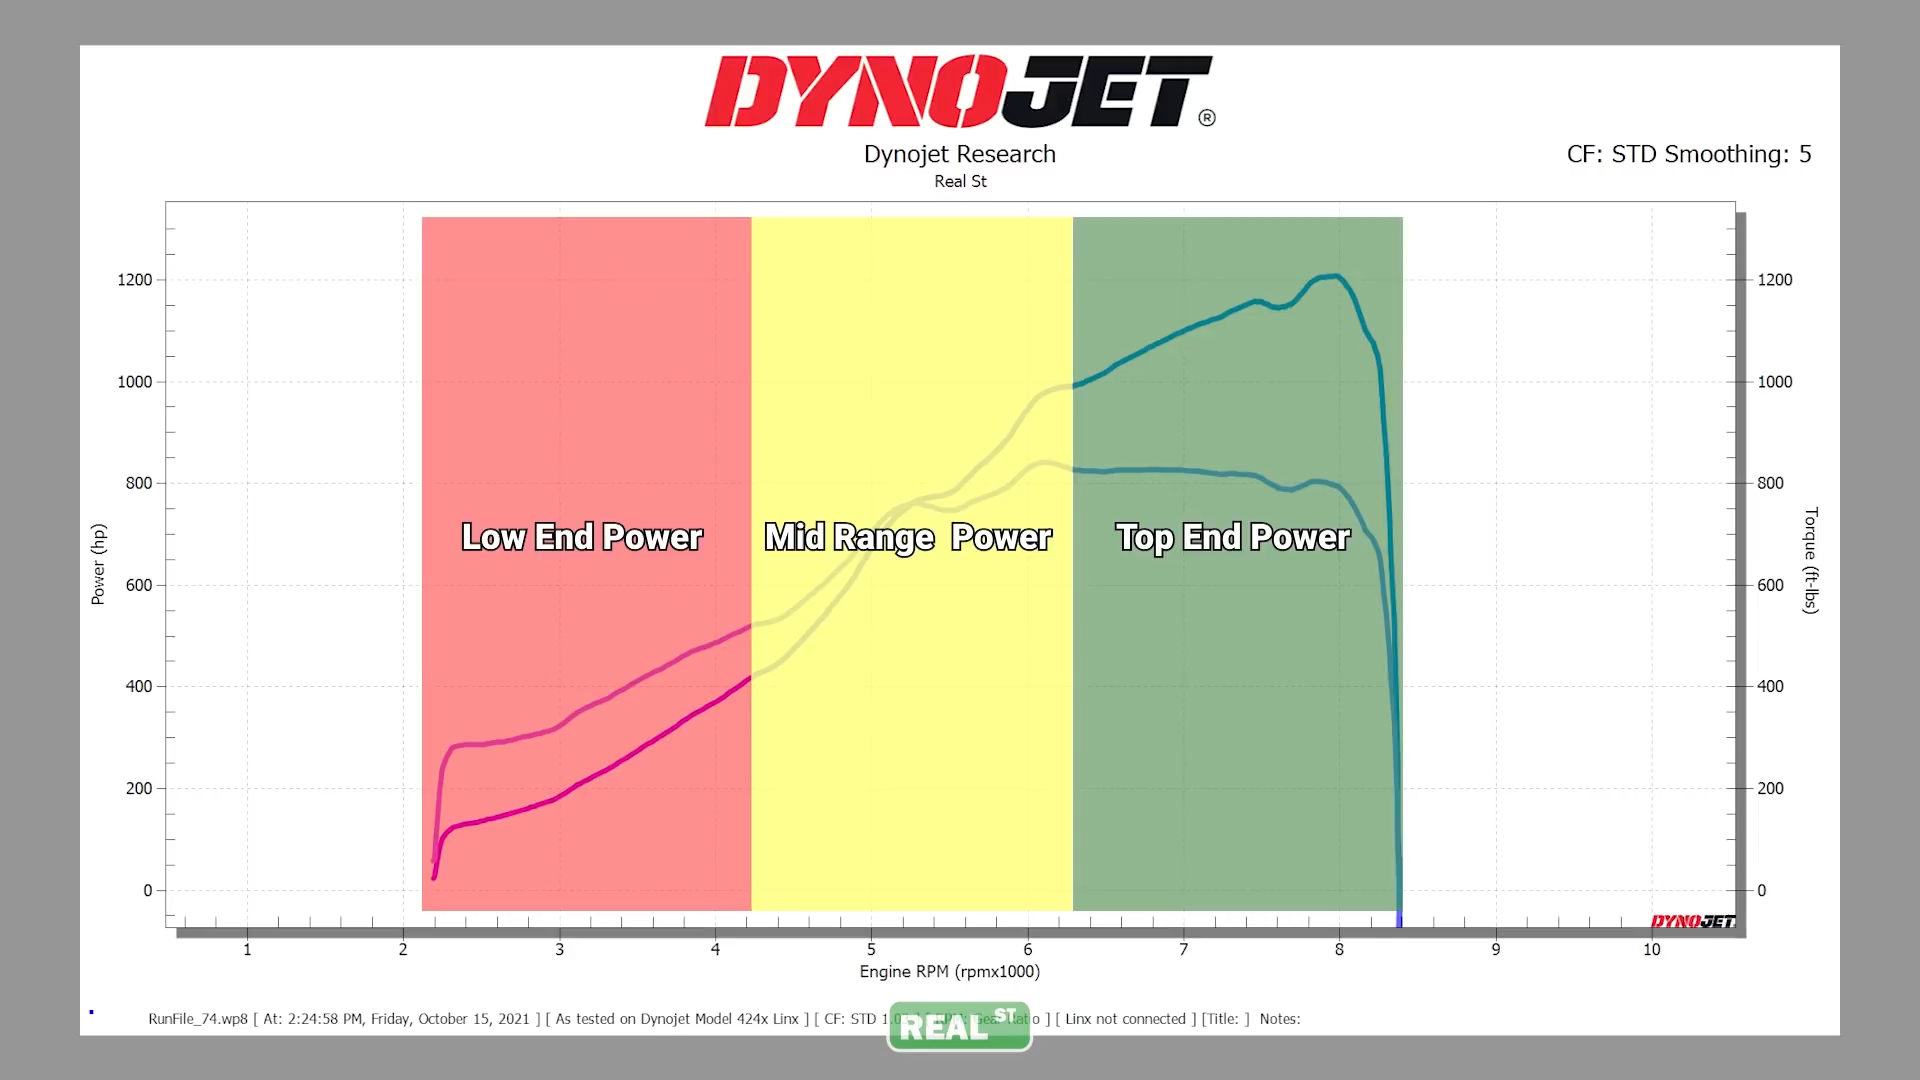 DYNOJET®
Dynojet Research
Real St
CF: STD Smoothing: 5
Low End Power
Mid Range Power
Top End Power
1200
1000
800
600
400
200
0
1200
1000
800
600
400
200
0
Power (hp)
Torque (ft-lbs)
DYNOJET
1 2 3 4 5 6 7 8 9 10
Engine RPM (rpmx1000)
RunFile_74.wp8 [ At: 2:24:58 PM, Friday, October 15, 2021 ] [ As tested on Dynojet Model 424x Linx ] [ CF: STD ] [ Linx not connected ] [Title: ] Notes:
REAL ST